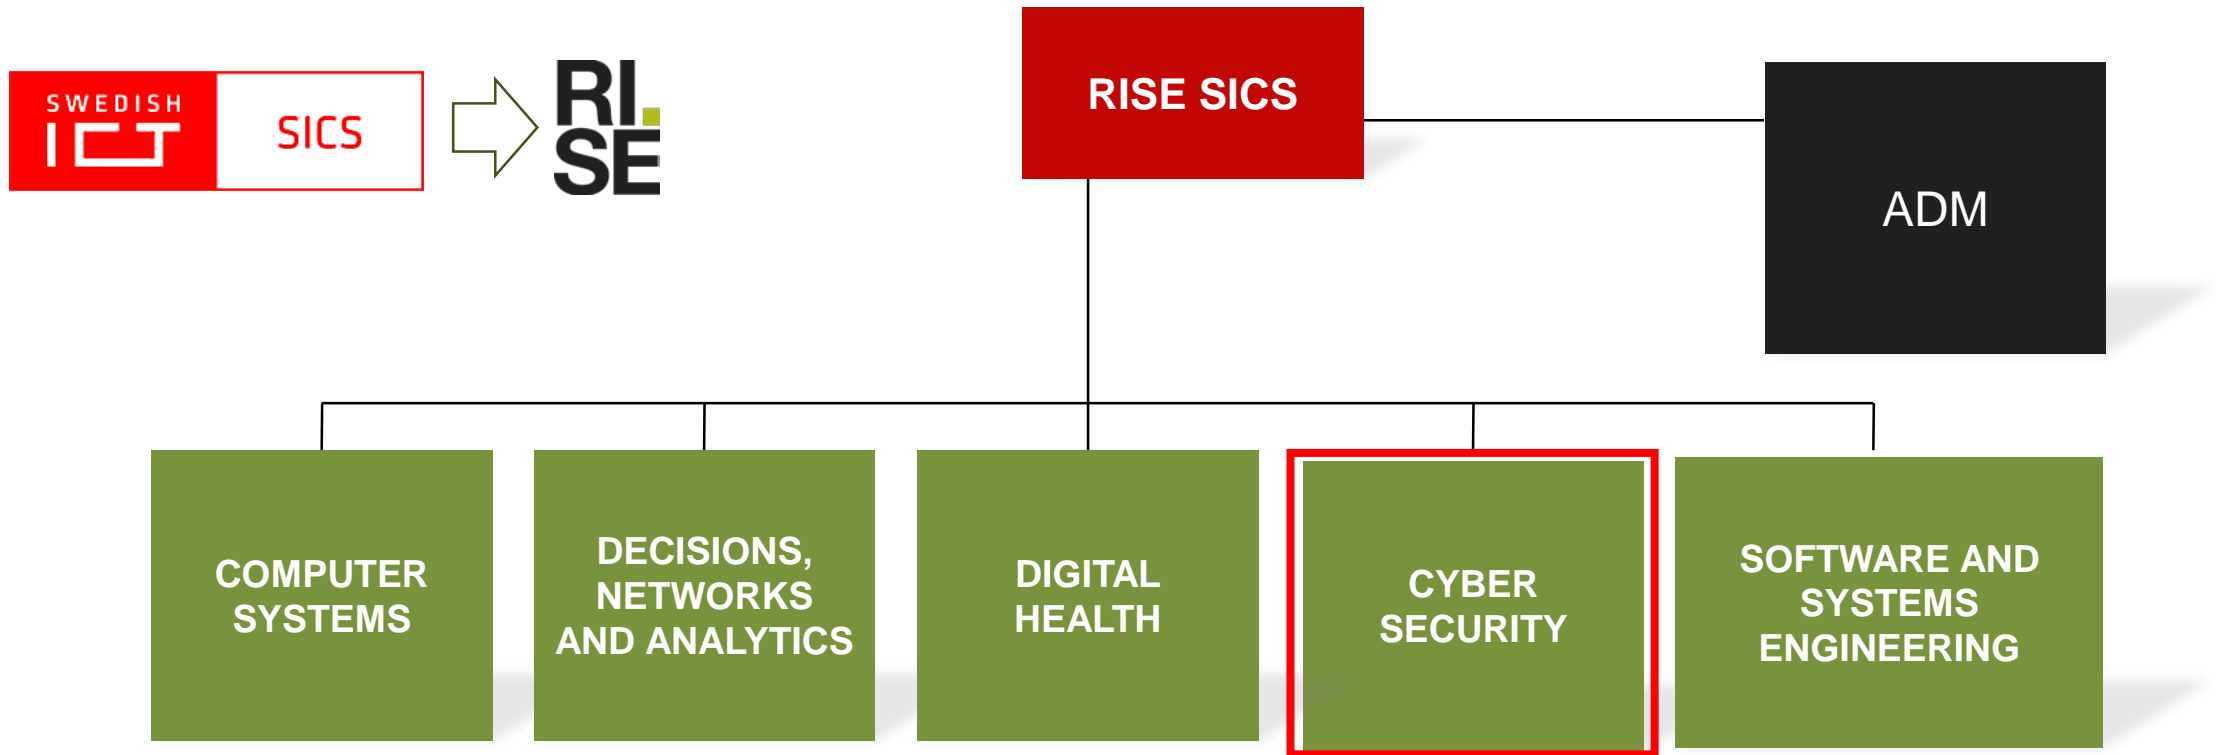 SWEDISH
ICT
SICS
RI.
SE
RISE SICS
ADM
COMPUTER
SYSTEMS
DECISIONS,
NETWORKS
AND ANALYTICS
DIGITAL
HEALTH
CYBER
SECURITY
SOFTWARE AND
SYSTEMS
ENGINEERING